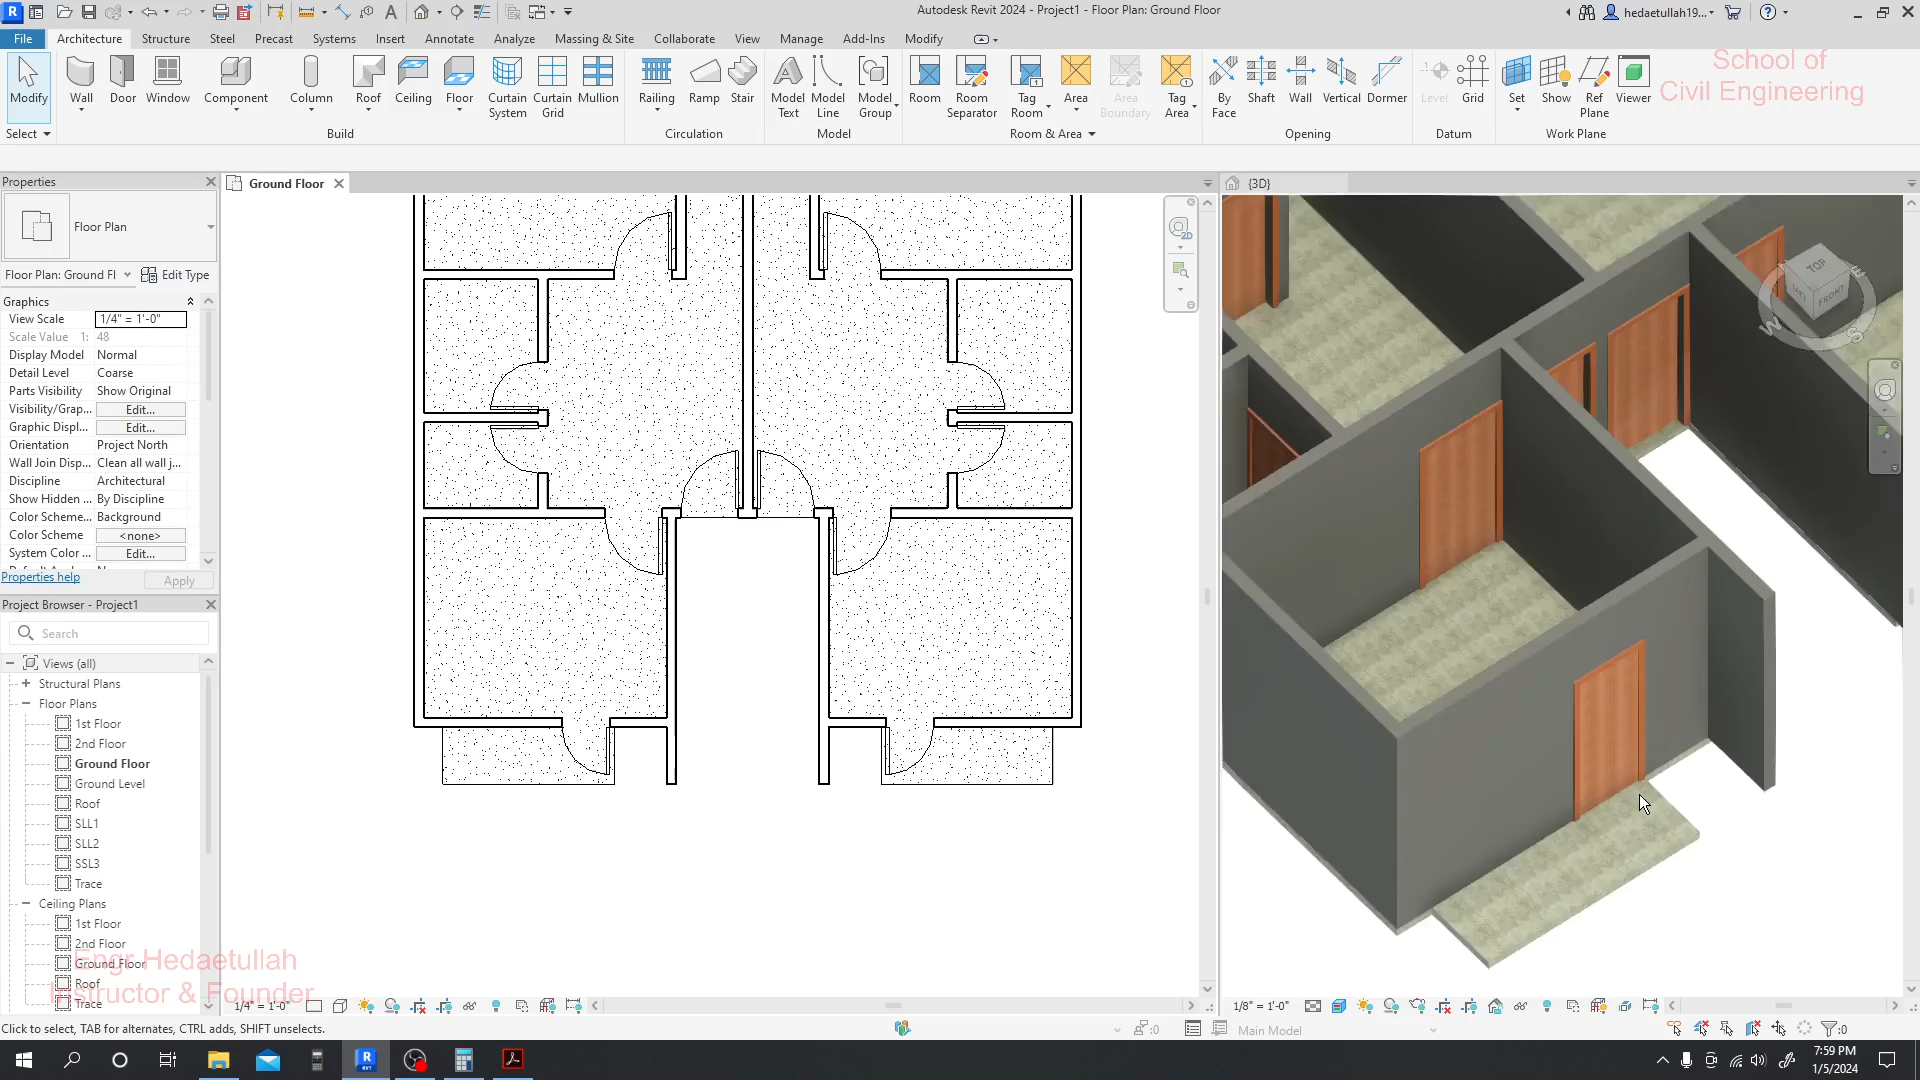 Autodesk Revit 2024 - Project1 - Floor Plan: Ground Floor
hedaetullah19...
File Architecture Structure Steel Precast Systems Insert Annotate Analyze Massing & Site Collaborate View Manage Add-Ins Modify
School of
Civil Engineering
Modify Wall Door Window Component Column Roof Ceiling Floor Curtain System Curtain Grid Mullion Railing Ramp Stair Model Text Model Line Model Group Room Room Separator Tag Room Area Area Boundary Tag Area By Face Shaft Wall Vertical Dormer Level Grid Set Show Ref Plane Viewer
Select Build Circulation Model Room & Area Opening Datum Work Plane
Properties
Ground Floor
{3D}
Floor Plan
Floor Plan: Ground Fl Edit Type
Graphics
View Scale 1/4" = 1'-0"
Scale Value 1: 48
Display Model Normal
Detail Level Coarse
Parts Visibility Show Original
Visibility/Grap... Edit...
Graphic Displ... Edit...
Orientation Project North
Wall Join Disp... Clean all wall j...
Discipline Architectural
Show Hidden ... By Discipline
Color Scheme... Background
Color Scheme <none>
System Color ... Edit...
Properties help Apply
Project Browser - Project1
Search
Views (all)
Structural Plans
Floor Plans
1st Floor
2nd Floor
Ground Floor
Ground Level
Roof
SLL1
SLL2
SSL3
Trace
Ceiling Plans
1st Floor
2nd Floor
Ground Floor
Roof
Trace
Engr.Hedaetullah
Instructor & Founder
2D
TOP
LEFT
FRONT
W
S
E
1/4" = 1'-0"
1/8" = 1'-0"
Click to select, TAB for alternates, CTRL adds, SHIFT unselects.
:0
Main Model
:0
7:59 PM
1/5/2024